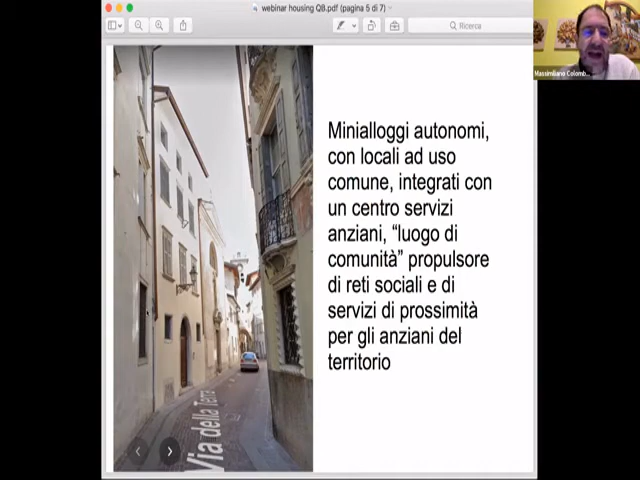 webinar housing QB.pdf (pagina 5 di 7)
Ricerca
Massimiliano Colomb...
Minialloggi autonomi,
con locali ad uso
comune, integrati con
un centro servizi
anziani, “luogo di
comunità” propulsore
di reti sociali e di
servizi di prossimità
per gli anziani del
territorio
Via della Terra